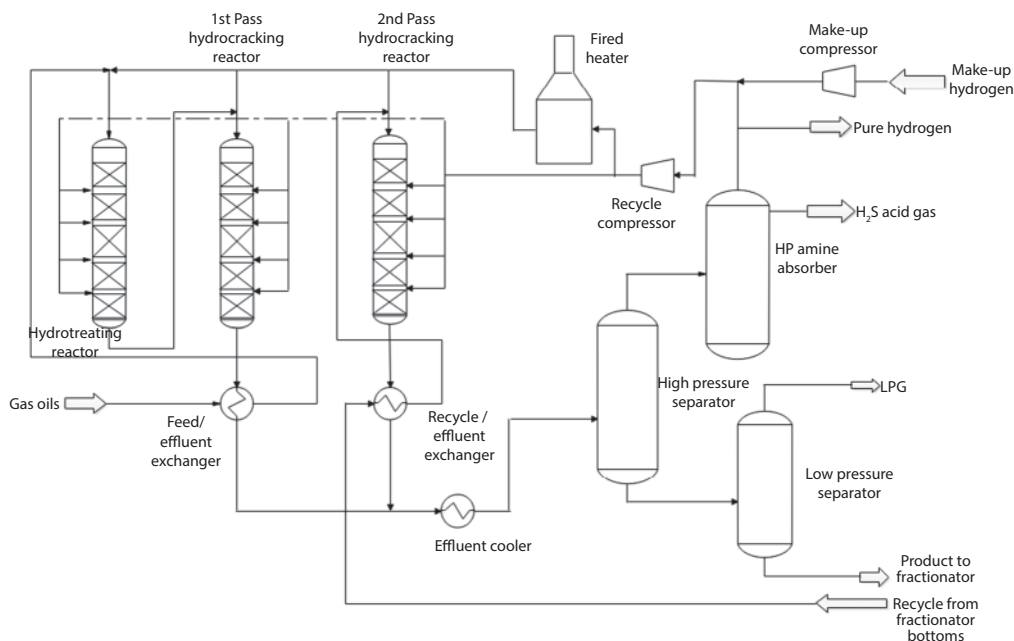 1st Pass
hydrocracking
reactor
2nd Pass
hydrocracking
reactor
Fired
heater
Make-up
compressor
Make-up
hydrogen
Pure hydrogen
Recycle
compressor
H₂S acid gas
HP amine
absorber
Hydrotreating
reactor
Gas oils
Feed/
effluent
exchanger
Recycle /
effluent
exchanger
High pressure
separator
LPG
Low pressure
separator
Effluent cooler
Product to
fractionator
Recycle from
fractionator
bottoms